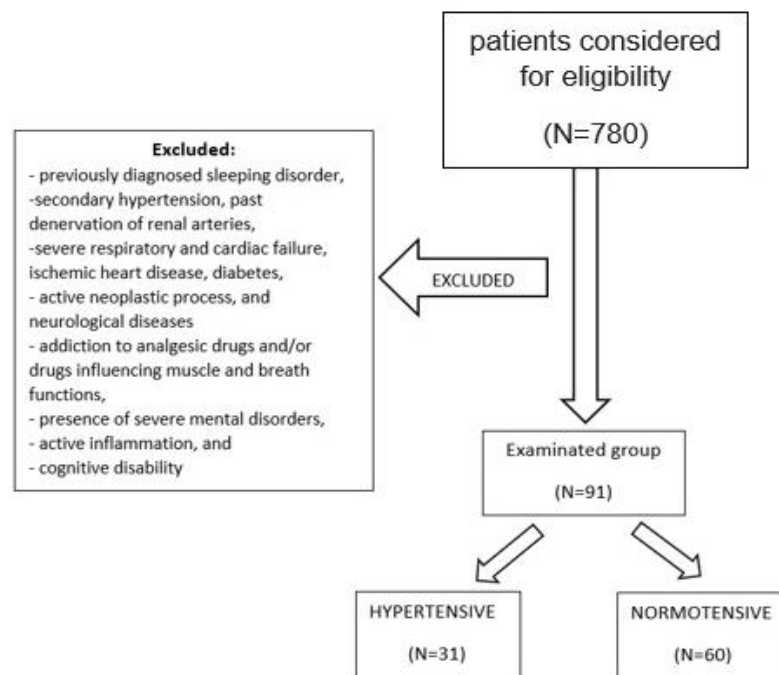 patients considered
for eligibility
(N=780)
Excluded:
- previously diagnosed sleeping disorder,
-secondary hypertension, past
denervation of renal arteries,
-severe respiratory and cardiac failure,
ischemic heart disease, diabetes,
- active neoplastic process, and
neurological diseases
- addiction to analgesic drugs and/or
drugs influencing muscle and breath
functions,
- presence of severe mental disorders,
- active inflammation, and
- cognitive disability
EXCLUDED
Examinated group
(N=91)
HYPERTENSIVE
(N=31)
NORMOTENSIVE
(N=60)